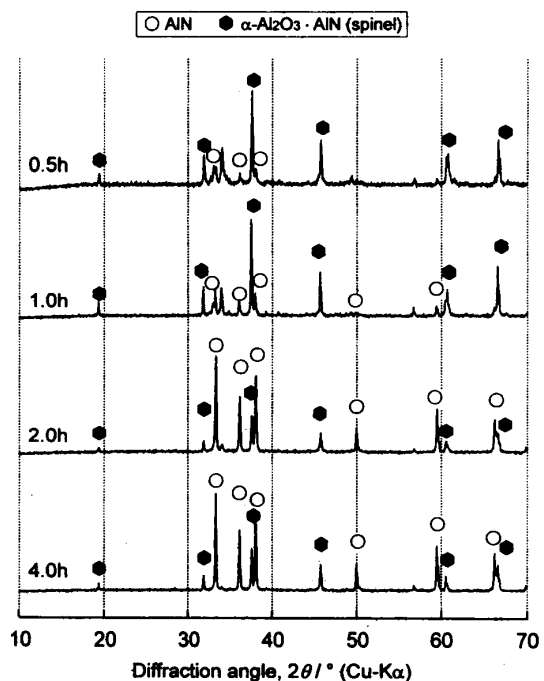 ○ AlN ⬢ α-Al2O3 · AlN (spinel)
0.5h
1.0h
2.0h
4.0h
10 20 30 40 50 60 70
Diffraction angle, 2θ / ° (Cu-Kα)